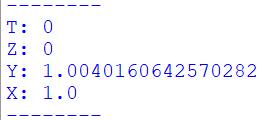 --------
T: 0
Z: 0
Y: 1.0040160642570282
X: 1.0
--------